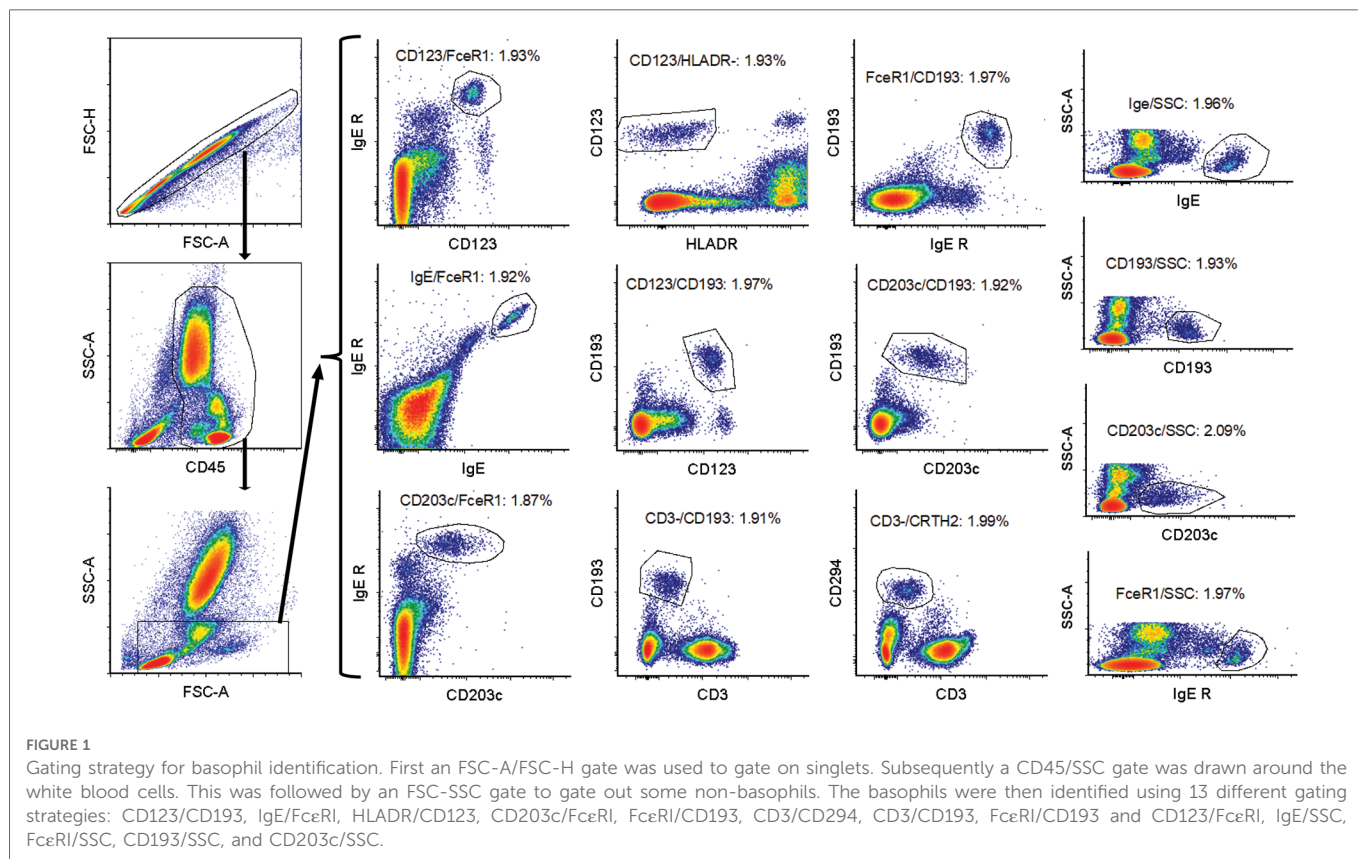 FSC-H
FSC-A
SSC-A
CD45
SSC-A
FSC-A
CD123/FceR1: 1.93%
IgE R
CD123
CD123/HLADR-: 1.93%
CD123
HLADR
FceR1/CD193: 1.97%
CD193
IgE R
Ige/SSC: 1.96%
SSC-A
IgE
IgE/FceR1: 1.92%
IgE R
IgE
CD123/CD193: 1.97%
CD193
CD123
CD203c/CD193: 1.92%
CD193
CD203c
CD193/SSC: 1.93%
SSC-A
CD193
CD203c/SSC: 2.09%
SSC-A
CD203c
CD203c/FceR1: 1.87%
IgE R
CD203c
CD3-/CD193: 1.91%
CD193
CD3
CD3-/CRTH2: 1.99%
CD294
CD3
FceR1/SSC: 1.97%
SSC-A
IgE R
FIGURE 1
Gating strategy for basophil identification. First an FSC-A/FSC-H gate was used to gate on singlets. Subsequently a CD45/SSC gate was drawn around the
white blood cells. This was followed by an FSC-SSC gate to gate out some non-basophils. The basophils were then identified using 13 different gating
strategies: CD123/CD193, IgE/FcεRI, HLADR/CD123, CD203c/FcεRI, FcεRI/CD193, CD3/CD294, CD3/CD193, FcεRI/CD193 and CD123/FcεRI, IgE/SSC,
FcεRI/SSC, CD193/SSC, and CD203c/SSC.